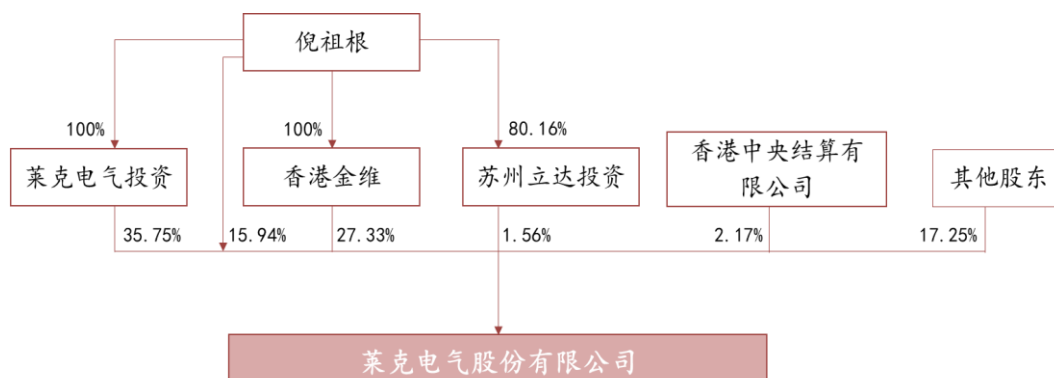 倪祖根
100%
100%
80.16%
莱克电气投资
香港金维
苏州立达投资
香港中央结算有
限公司
其他股东
35.75%
15.94%
27.33%
1.56%
2.17%
17.25%
莱克电气股份有限公司